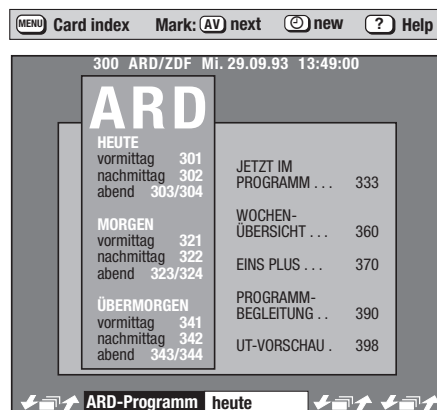 MENU Card index Mark: AV next new ? Help
300 ARD/ZDF Mi. 29.09.93 13:49:00
ARD
HEUTE
vormittag 301
nachmittag 302
abend 303/304
MORGEN
vormittag 321
nachmittag 322
abend 323/324
ÜBERMORGEN
vormittag 341
nachmittag 342
abend 343/344
JETZT IM
PROGRAMM . . . 333
WOCHEN-
ÜBERSICHT . . . 360
EINS PLUS . . . 370
PROGRAMM-
BEGLEITUNG . . 390
UT-VORSCHAU . 398
ARD-Programm heute